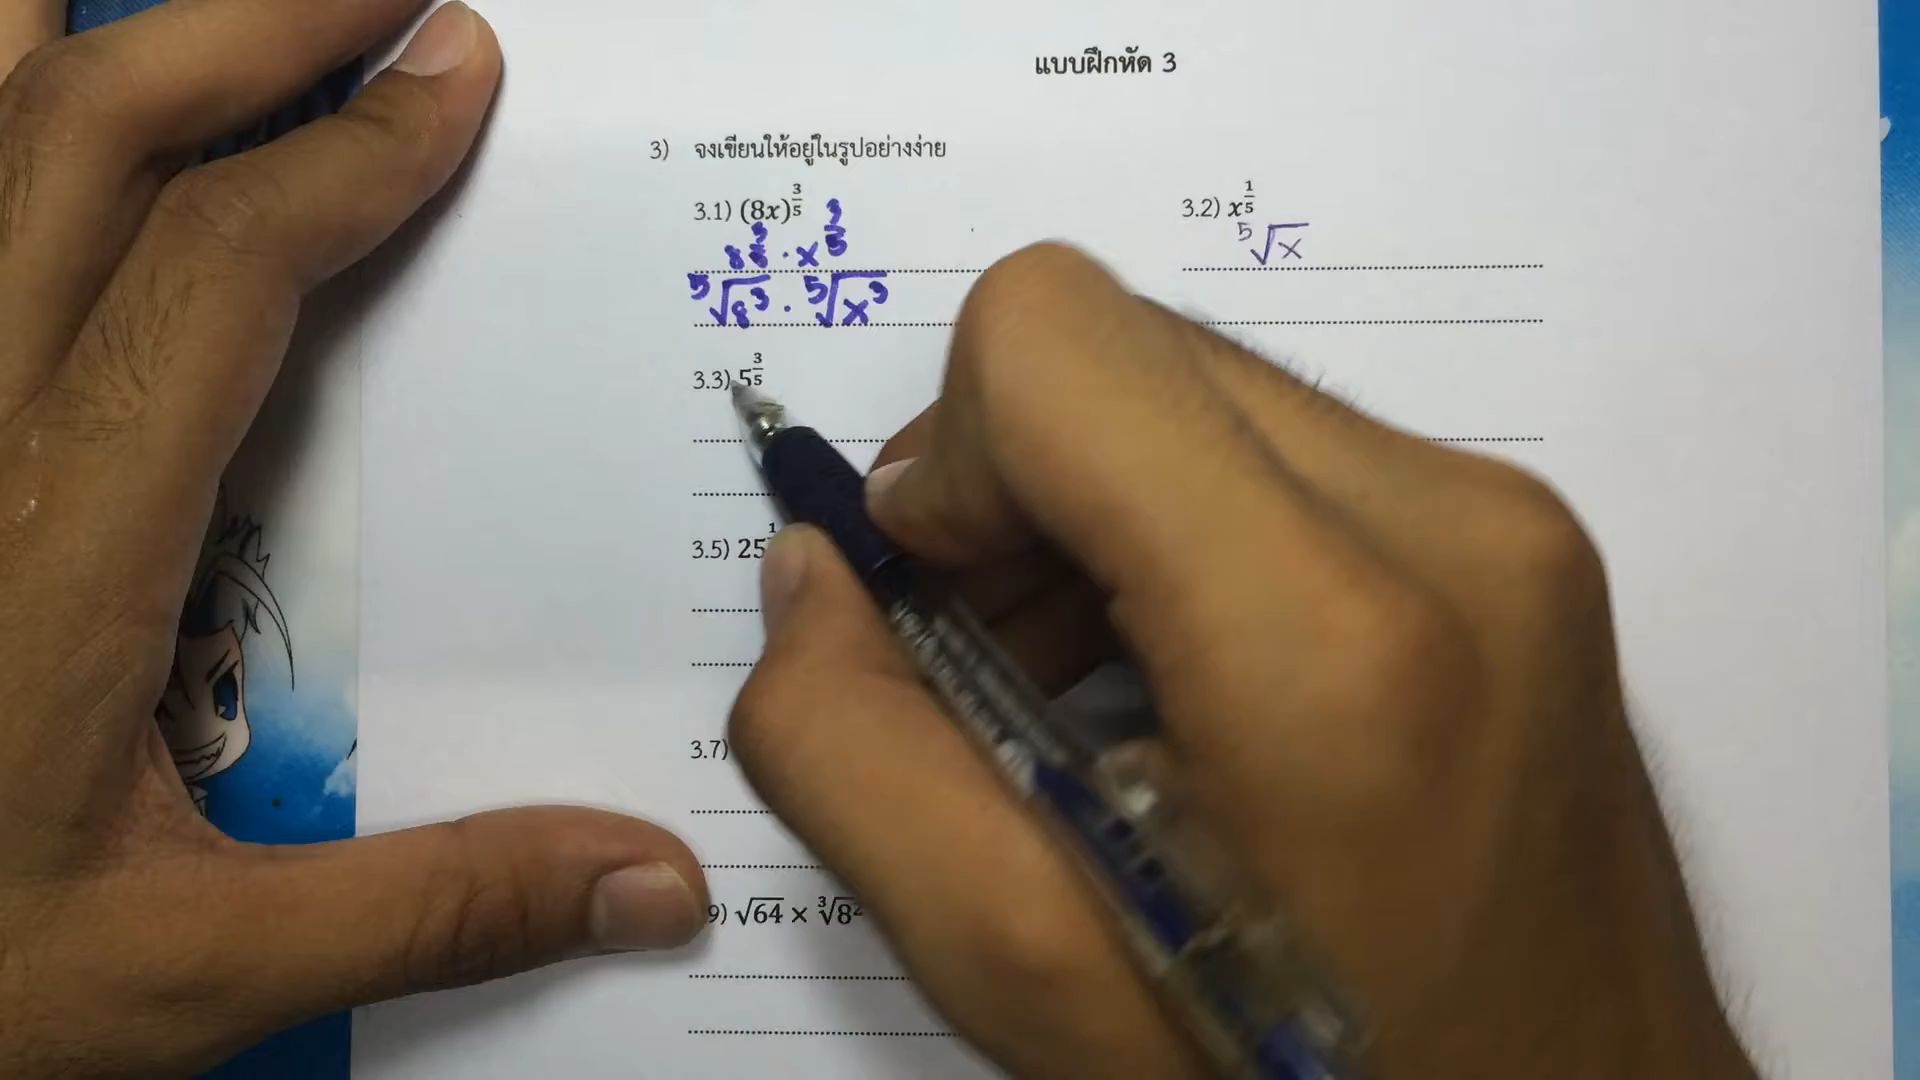 แบบฝึกหัด 3
3) จงเขียนให้อยู่ในรูปอย่างง่าย
3.1) (8x)^{3/5}
8^{3/5} · x^{3/5}
⁵√8³ · ⁵√x³
3.2) x^{1/5}
⁵√x
3.3) 5^{3/5}
3.5) 25
3.7)
9) √64 × ³√8²